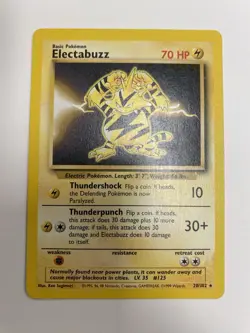 Basic Pokémon
Electabuzz
70 HP
Electric Pokémon. Length: 3' 7", Weight: 66 lbs.
Thundershock Flip a coin. If heads,
the Defending Pokémon is now
Paralyzed.
10
Thunderpunch Flip a coin. If heads,
this attack does 30 damage plus 10 more
damage; if tails, this attack does 30
damage and Electabuzz does 10 damage
to itself.
30+
weakness
resistance
retreat cost
Normally found near power plants, it can wander away and
cause major blackouts in cities. LV. 35 #125
Illus. Ken Sugimori